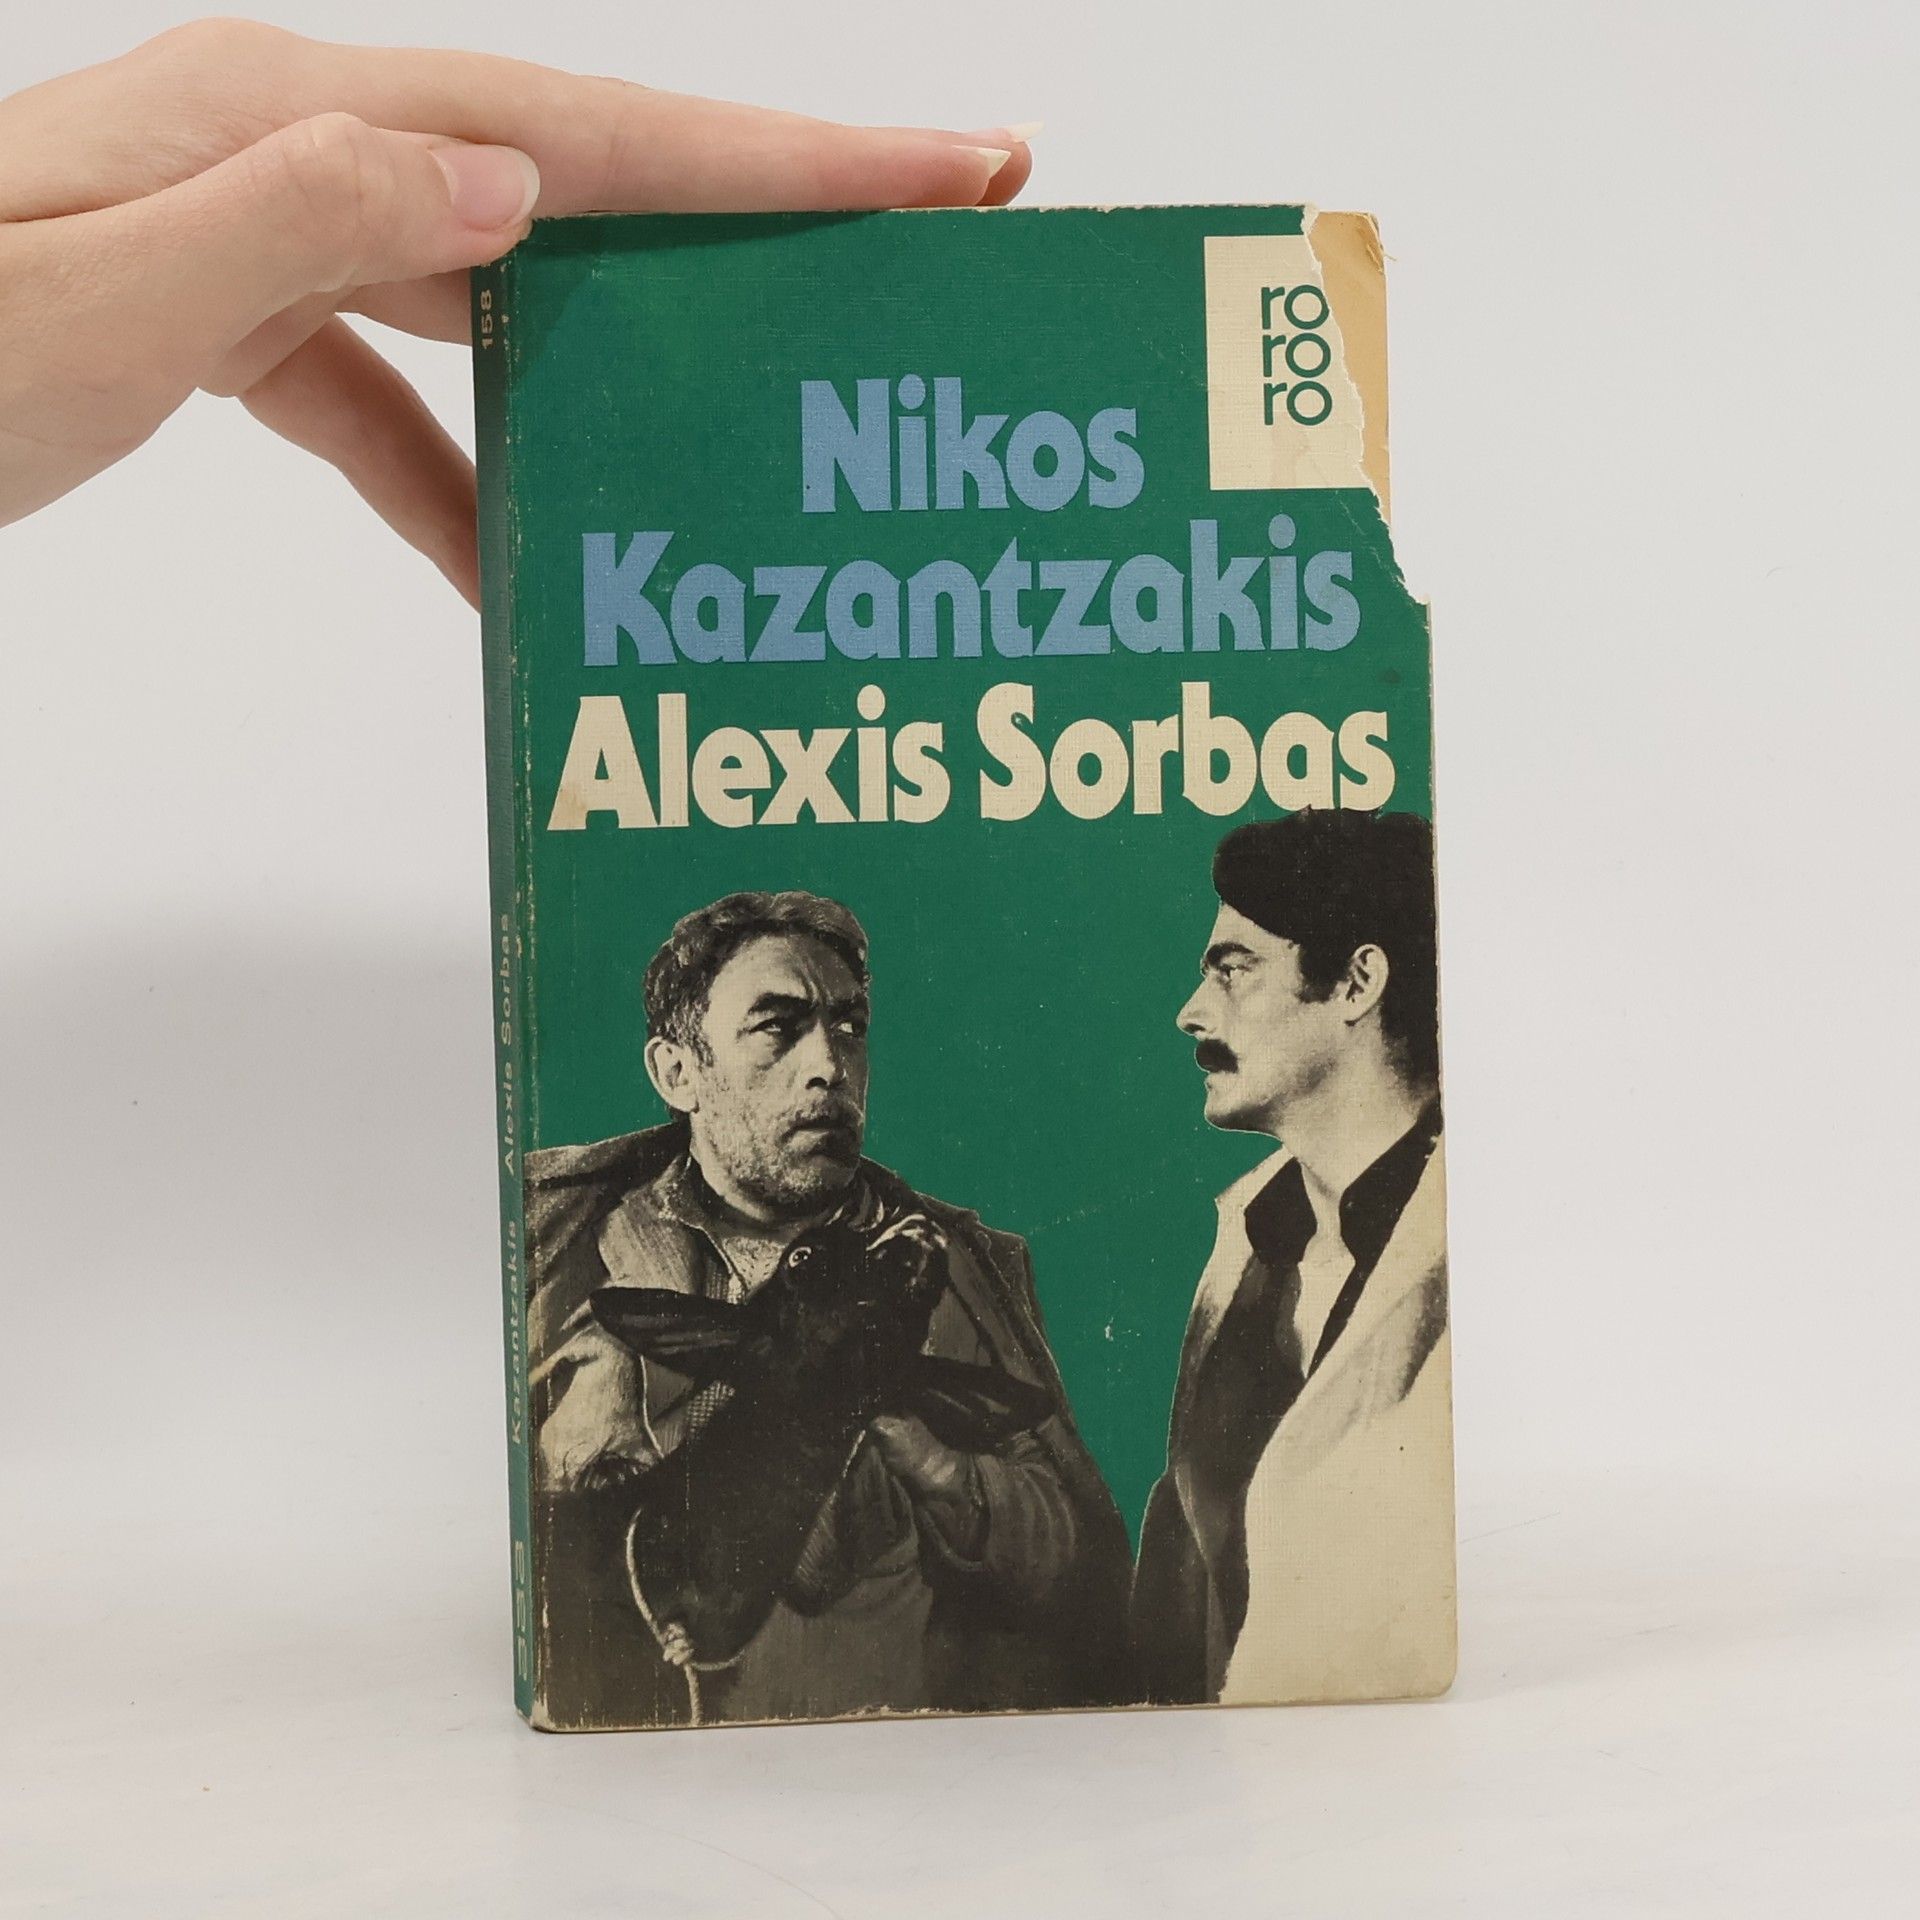 ro
ro
ro
Nikos
Kazantzakis
Alexis Sorbas
158
Kazantzakis Alexis Sorbas